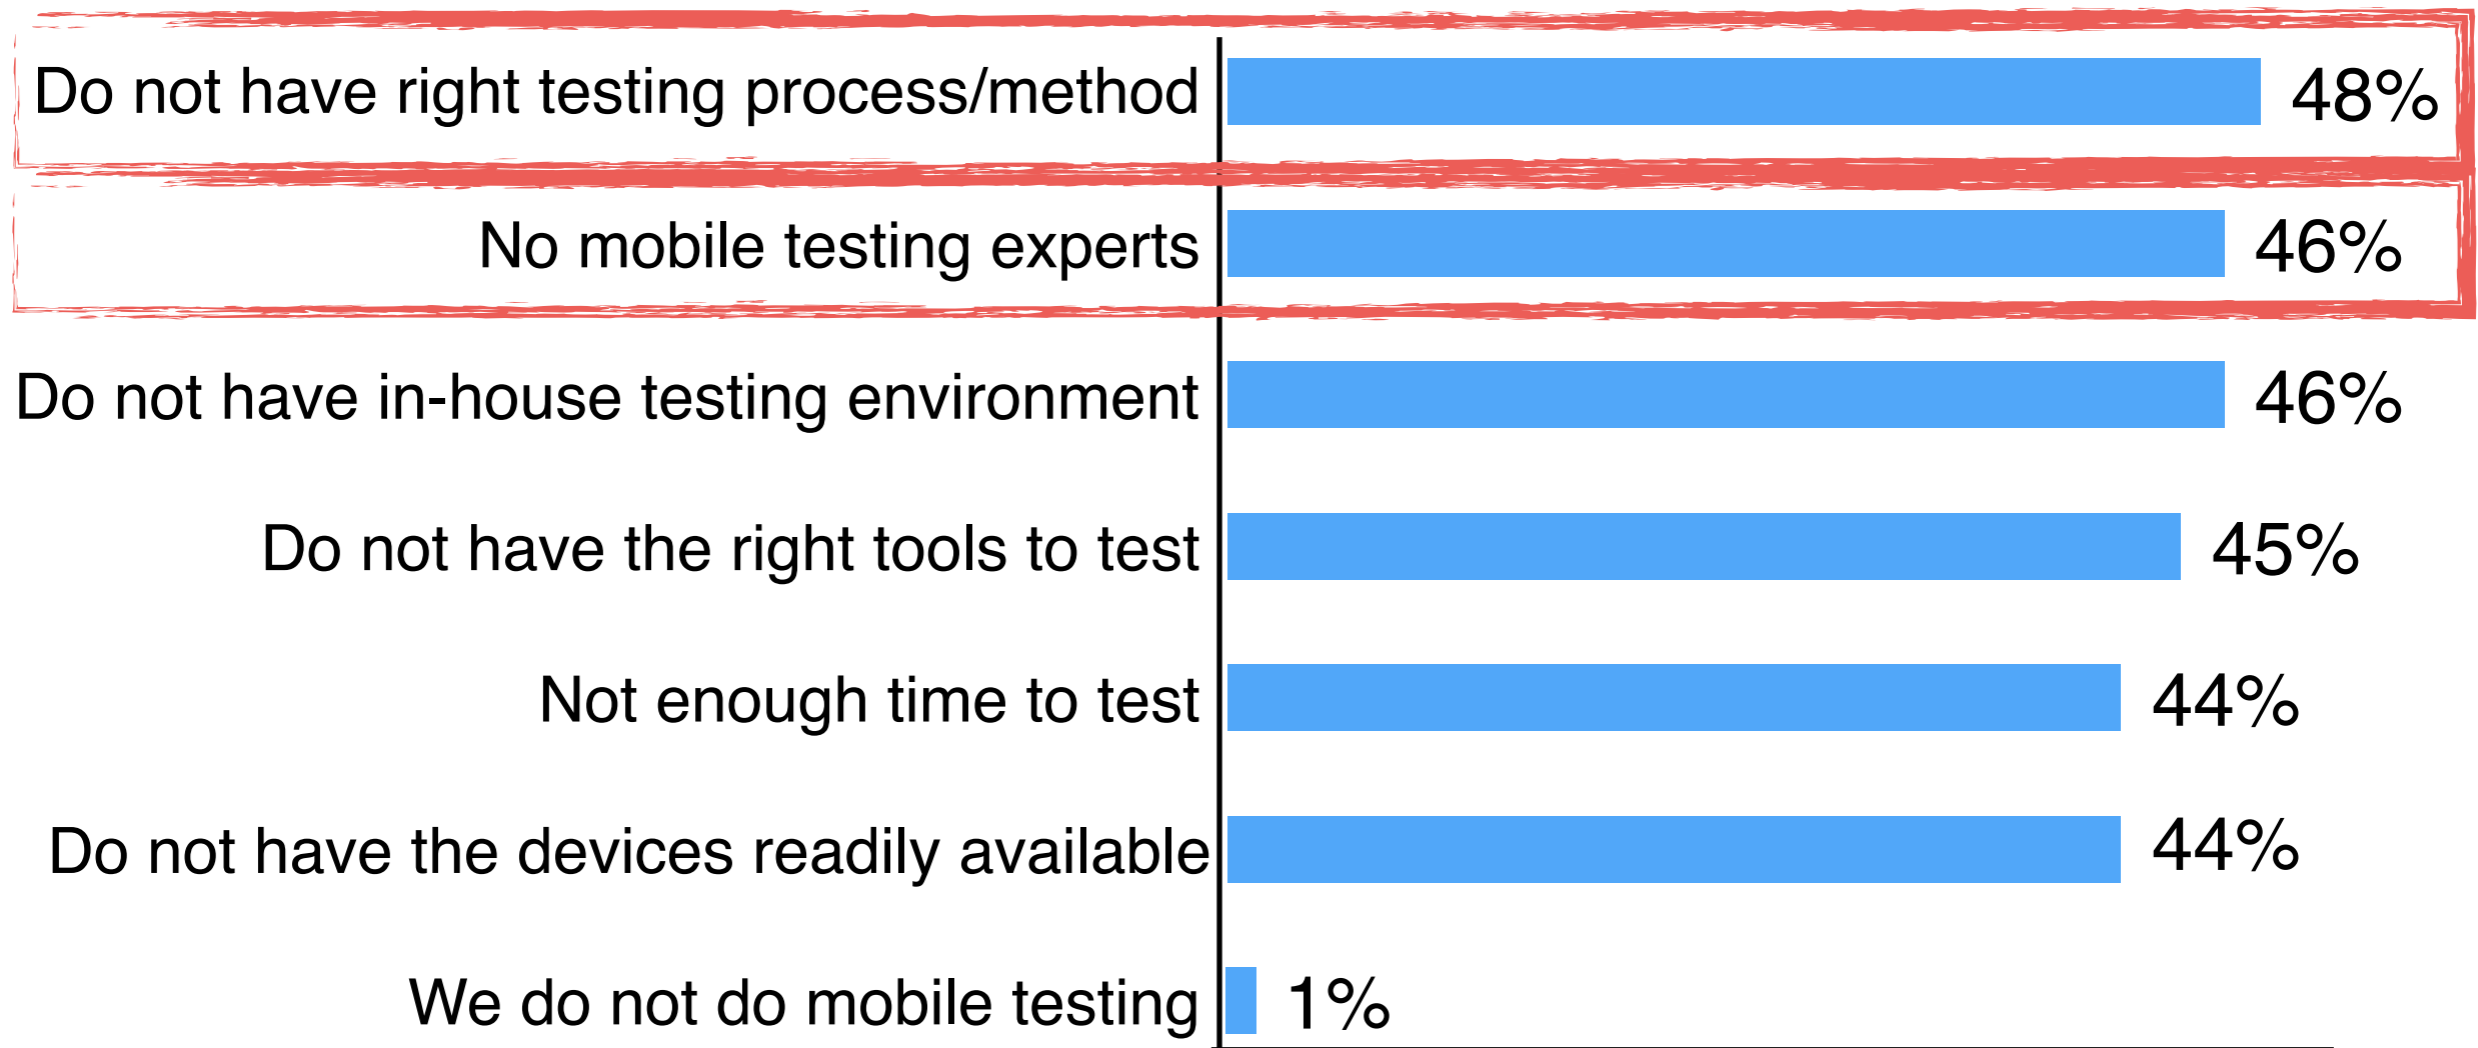 Do not have right testing process/method 48%
No mobile testing experts 46%
Do not have in-house testing environment 46%
Do not have the right tools to test 45%
Not enough time to test 44%
Do not have the devices readily available 44%
We do not do mobile testing 1%